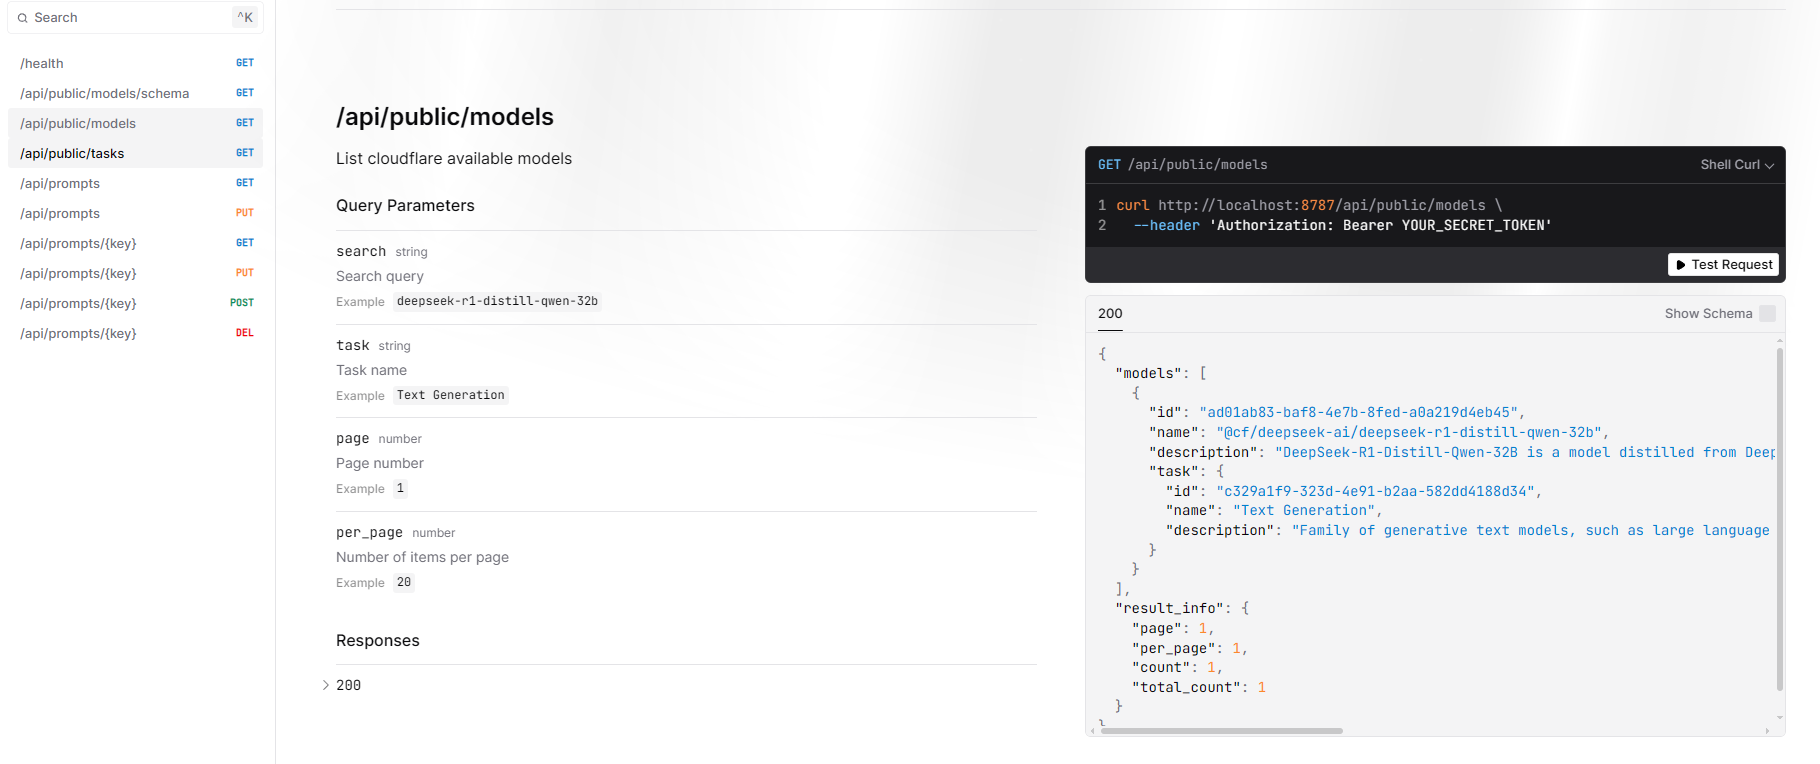 Search ^K
/health GET
/api/public/models/schema GET
/api/public/models GET
/api/public/tasks GET
/api/prompts GET
/api/prompts PUT
/api/prompts/{key} GET
/api/prompts/{key} PUT
/api/prompts/{key} POST
/api/prompts/{key} DEL
/api/public/models
List cloudflare available models
Query Parameters
search string
Search query
Example deepseek-r1-distill-qwen-32b
task string
Task name
Example Text Generation
page number
Page number
Example 1
per_page number
Number of items per page
Example 20
Responses
200
GET /api/public/models Shell Curl
1 curl http://localhost:8787/api/public/models \
2 --header 'Authorization: Bearer YOUR_SECRET_TOKEN'
Test Request
200 Show Schema
{
"models": [
{
"id": "ad01ab83-baf8-4e7b-8fed-a0a219d4eb45",
"name": "@cf/deepseek-ai/deepseek-r1-distill-qwen-32b",
"description": "DeepSeek-R1-Distill-Qwen-32B is a model distilled from Deep
"task": {
"id": "c329a1f9-323d-4e91-b2aa-582dd4188d34",
"name": "Text Generation",
"description": "Family of generative text models, such as large language
}
}
],
"result_info": {
"page": 1,
"per_page": 1,
"count": 1,
"total_count": 1
}
}